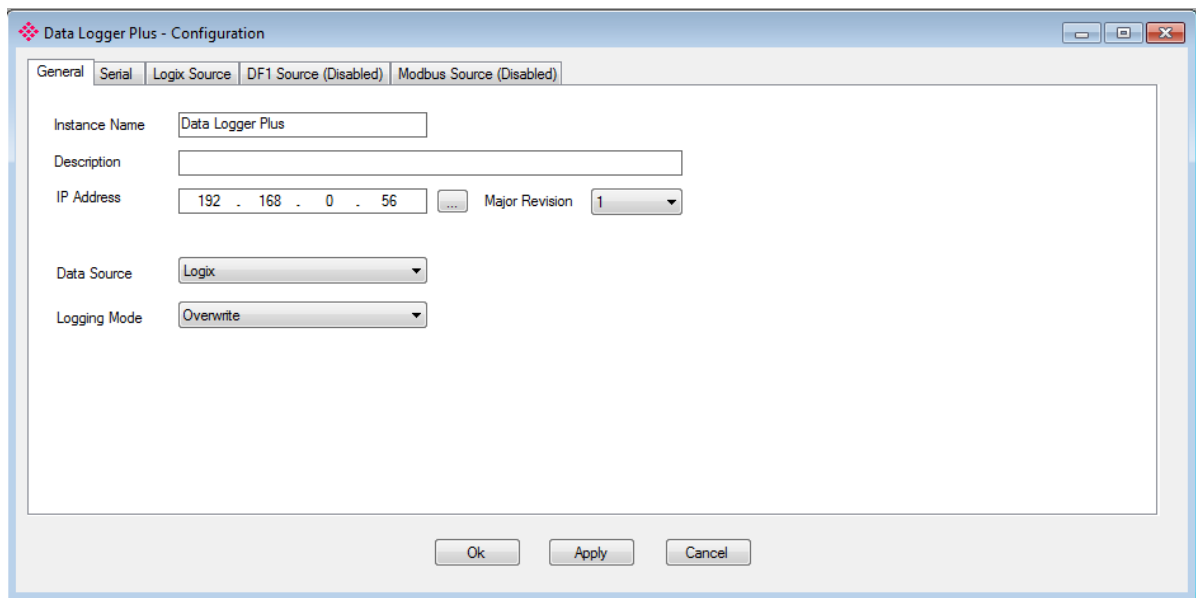 Data Logger Plus - Configuration
General Serial Logix Source DF1 Source (Disabled) Modbus Source (Disabled)
Instance Name Data Logger Plus
Description
IP Address 192 . 168 . 0 . 56 ... Major Revision 1
Data Source Logix
Logging Mode Overwrite
Ok Apply Cancel